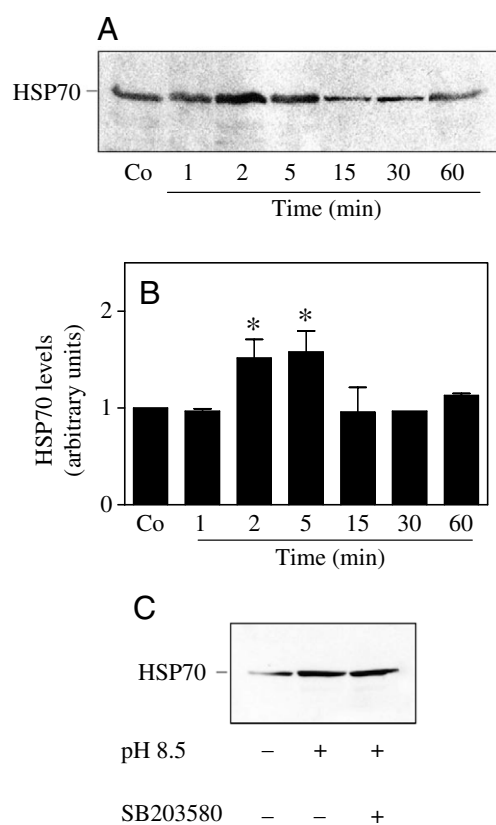 A
HSP70
Co 1 2 5 15 30 60
Time (min)
B
HSP70 levels
(arbitrary units)
2
1
0
* *
Co 1 2 5 15 30 60
Time (min)
C
HSP70
pH 8.5 – + +
SB203580 – – +